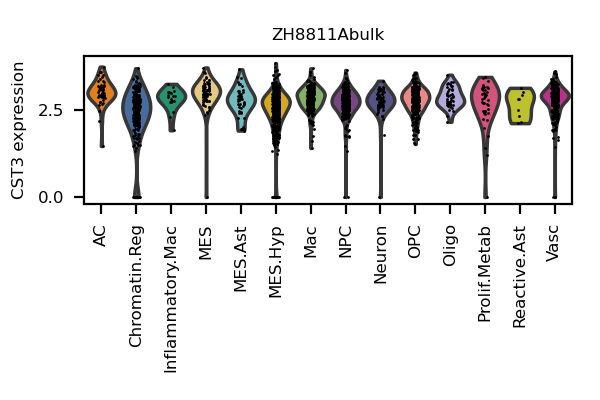 ZH8811Abulk
CST3 expression
2.5
0.0
AC
Chromatin.Reg
Inflammatory.Mac
MES
MES.Ast
MES.Hyp
Mac
NPC
Neuron
OPC
Oligo
Prolif.Metab
Reactive.Ast
Vasc